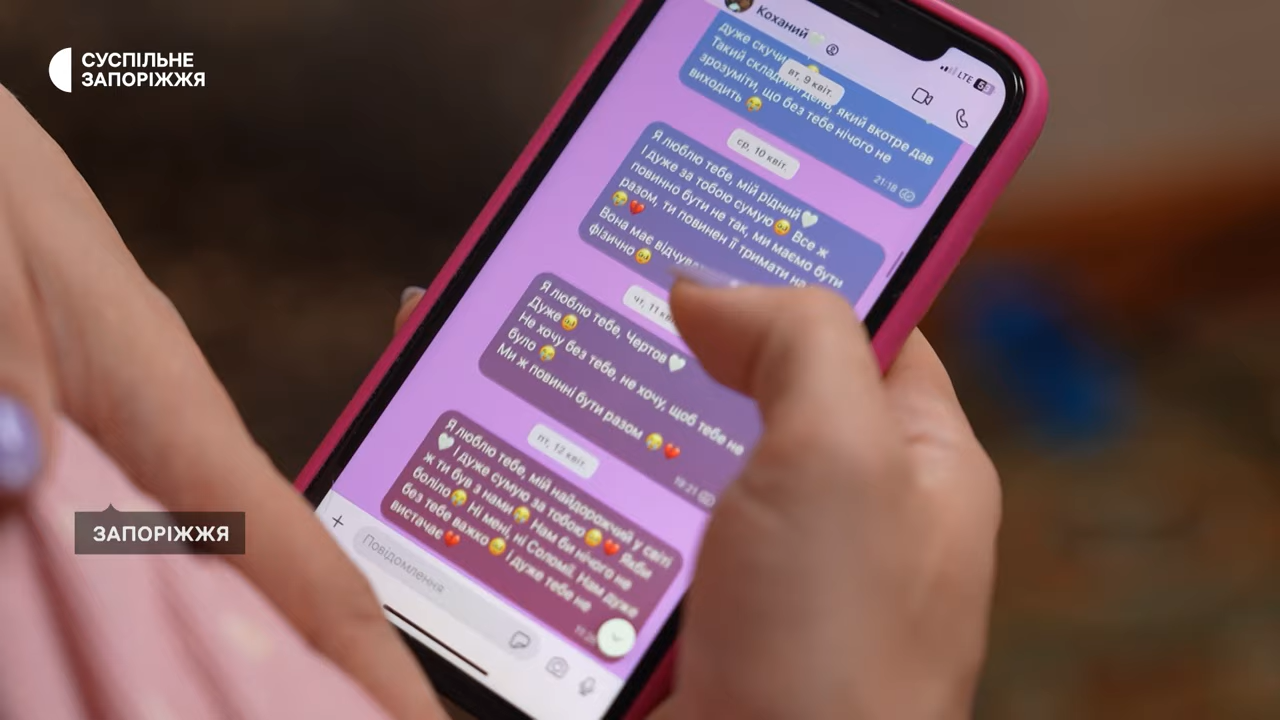 СУСПІЛЬНЕ
ЗАПОРІЖЖЯ
Коханий🤍
LTE
дуже скучи
вт, 9 квіт.
Такий складний день, який вкотре дав
зрозуміти, що без тебе нічого не
виходить 😭
21:18
ср, 10 квіт.
Я люблю тебе, мій рідний🤍
І дуже за тобою сумую🥺 Все ж
повинно бути не так, ми маємо бути
разом, ти повинен її тримати на
😭💔
Вона має відчув
фізично🥺
чт, 11 кв
Я люблю тебе, Чертов🤍
Дуже🥺
Не хочу без тебе, не хочу, щоб тебе не
було 😭
Ми ж повинні бути разом 😭💔
19:21
пт, 12 квіт.
Я люблю тебе, мій найдорожчий у світі
🤍 І дуже сумую за тобою🥺💔 Якби
ж ти був з нами😭 Нам би нічого не
боліло😭 Ні мені, ні Соломії. Нам дуже
без тебе важко🥺 І дуже тебе не
вистачає💔
Повідомлення
ЗАПОРІЖЖЯ